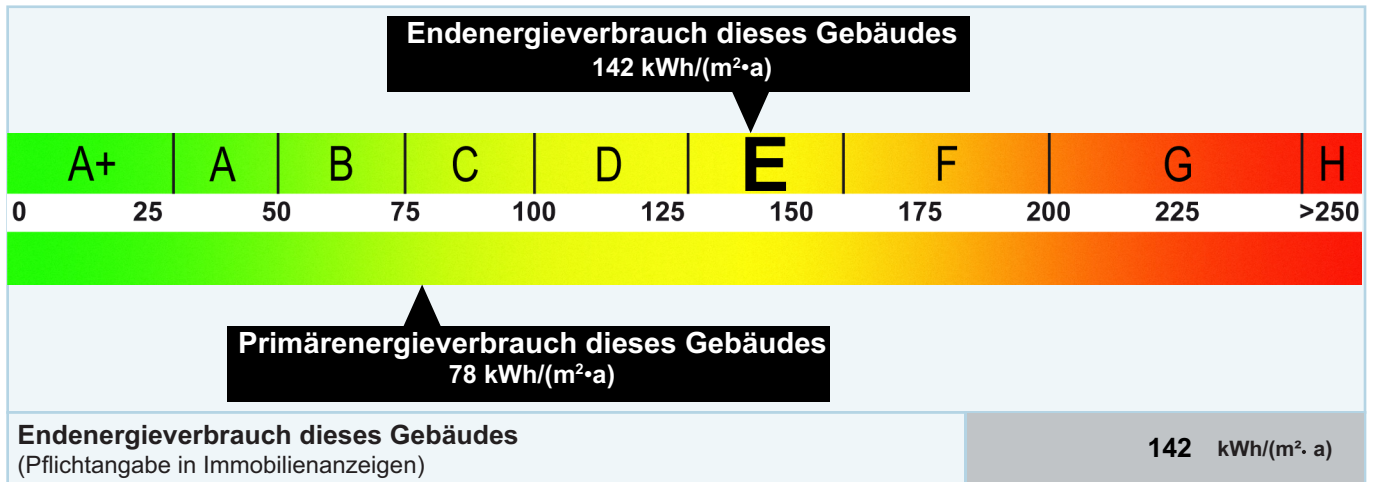 Endenergieverbrauch dieses Gebäudes
142 kWh/(m²•a)
A+ A B C D E F G H
0 25 50 75 100 125 150 175 200 225 >250
Primärenergieverbrauch dieses Gebäudes
78 kWh/(m²•a)
Endenergieverbrauch dieses Gebäudes
(Pflichtangabe in Immobilienanzeigen)
142 kWh/(m²· a)